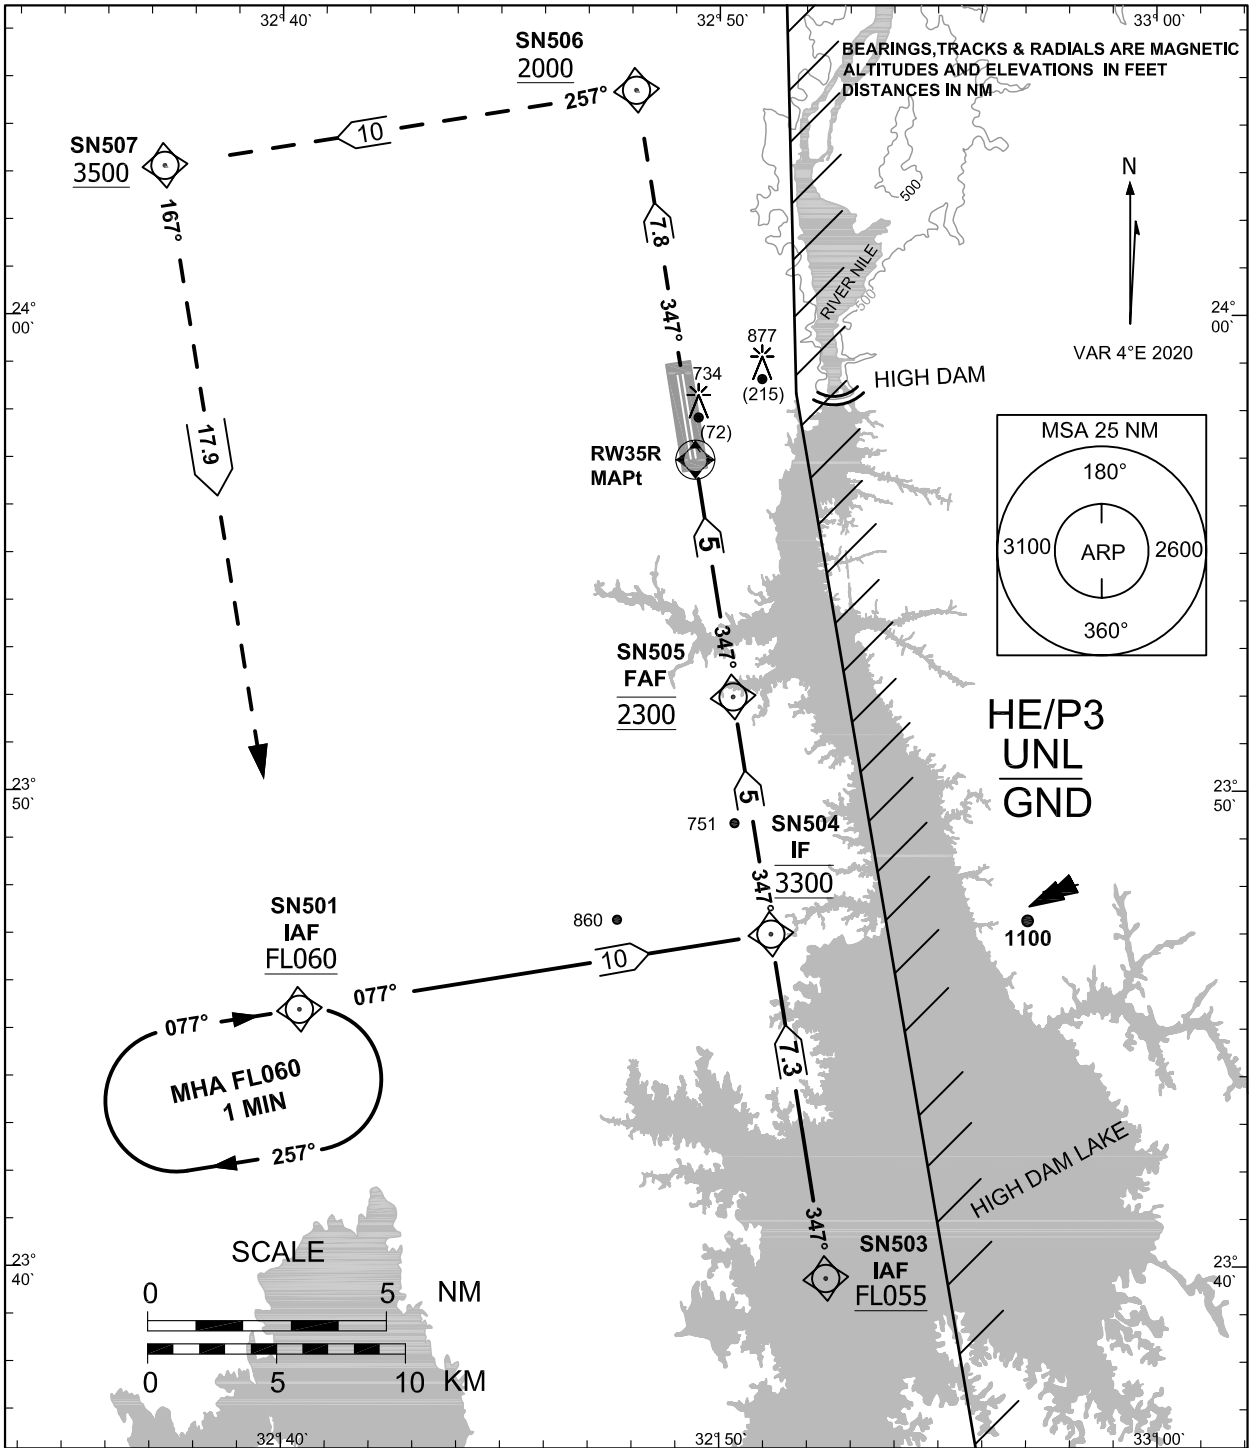 32°40`
32°50`
33°00`
BEARINGS,TRACKS & RADIALS ARE MAGNETIC
ALTITUDES AND ELEVATIONS IN FEET
DISTANCES IN NM
SN506
2000
257°
10
SN507
3500
167°
7.8
347°
17.9
500
RIVER NILE
500
N
VAR 4°E 2020
24°
00`
24°
00`
877
(215)
734
(72)
HIGH DAM
RW35R
MAPt
MSA 25 NM
180°
3100
ARP
2600
360°
5
347°
SN505
FAF
2300
HE/P3
UNL
GND
23°
50`
23°
50`
5
751
SN504
IF
3300
347°
860
1100
SN501
IAF
FL060
10
077°
077°
MHA FL060
1 MIN
257°
7.3
347°
HIGH DAM LAKE
SN503
IAF
FL055
23°
40`
23°
40`
SCALE
0
5
NM
0
5
10
KM
32°40`
32°50`
33°00`